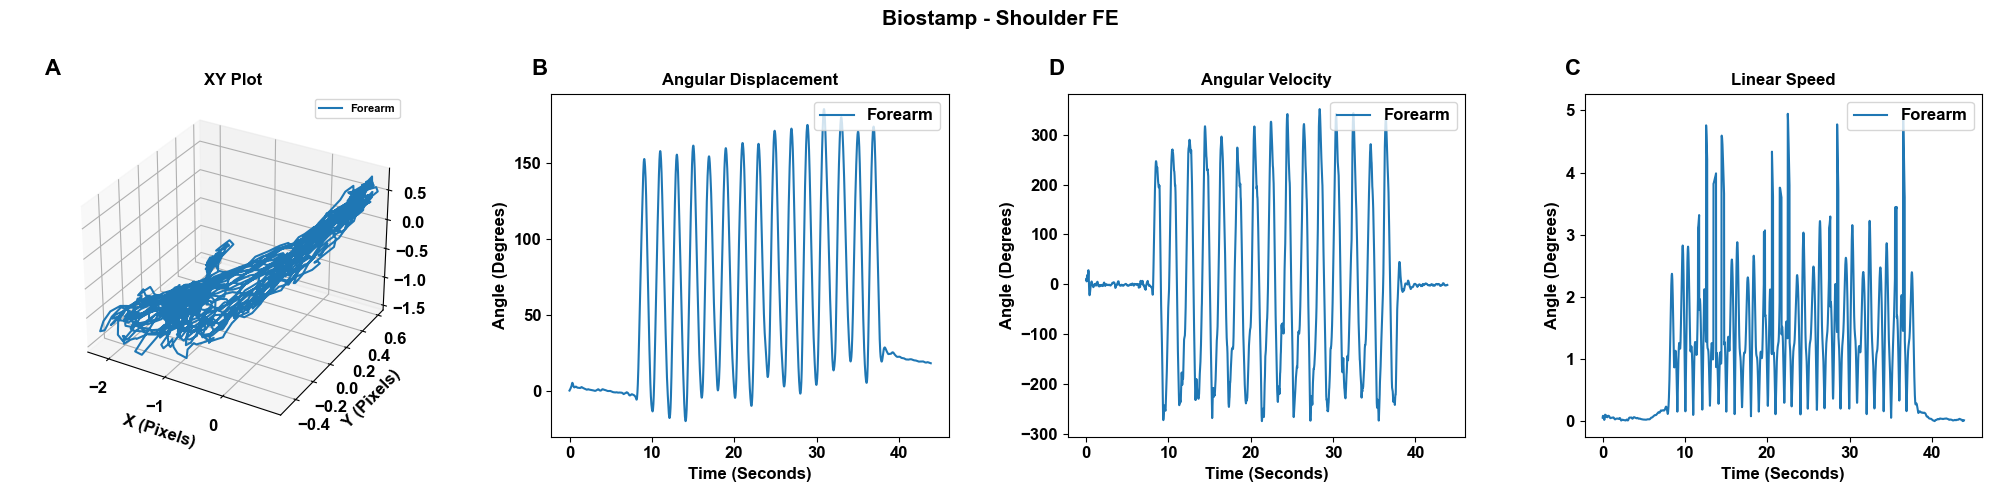 Biostamp - Shoulder FE
A
XY Plot
Forearm
0.5
0.0
−0.5
−1.0
−1.5
0.6
0.4
0.2
0.0
−0.2
−0.4
Y (Pixels)
−2
−1
0
X (Pixels)
B
Angular Displacement
Forearm
150
100
50
0
Angle (Degrees)
0 10 20 30 40
Time (Seconds)
D
Angular Velocity
Forearm
300
200
100
0
−100
−200
−300
Angle (Degrees)
0 10 20 30 40
Time (Seconds)
C
Linear Speed
Forearm
5
4
3
2
1
0
Angle (Degrees)
0 10 20 30 40
Time (Seconds)